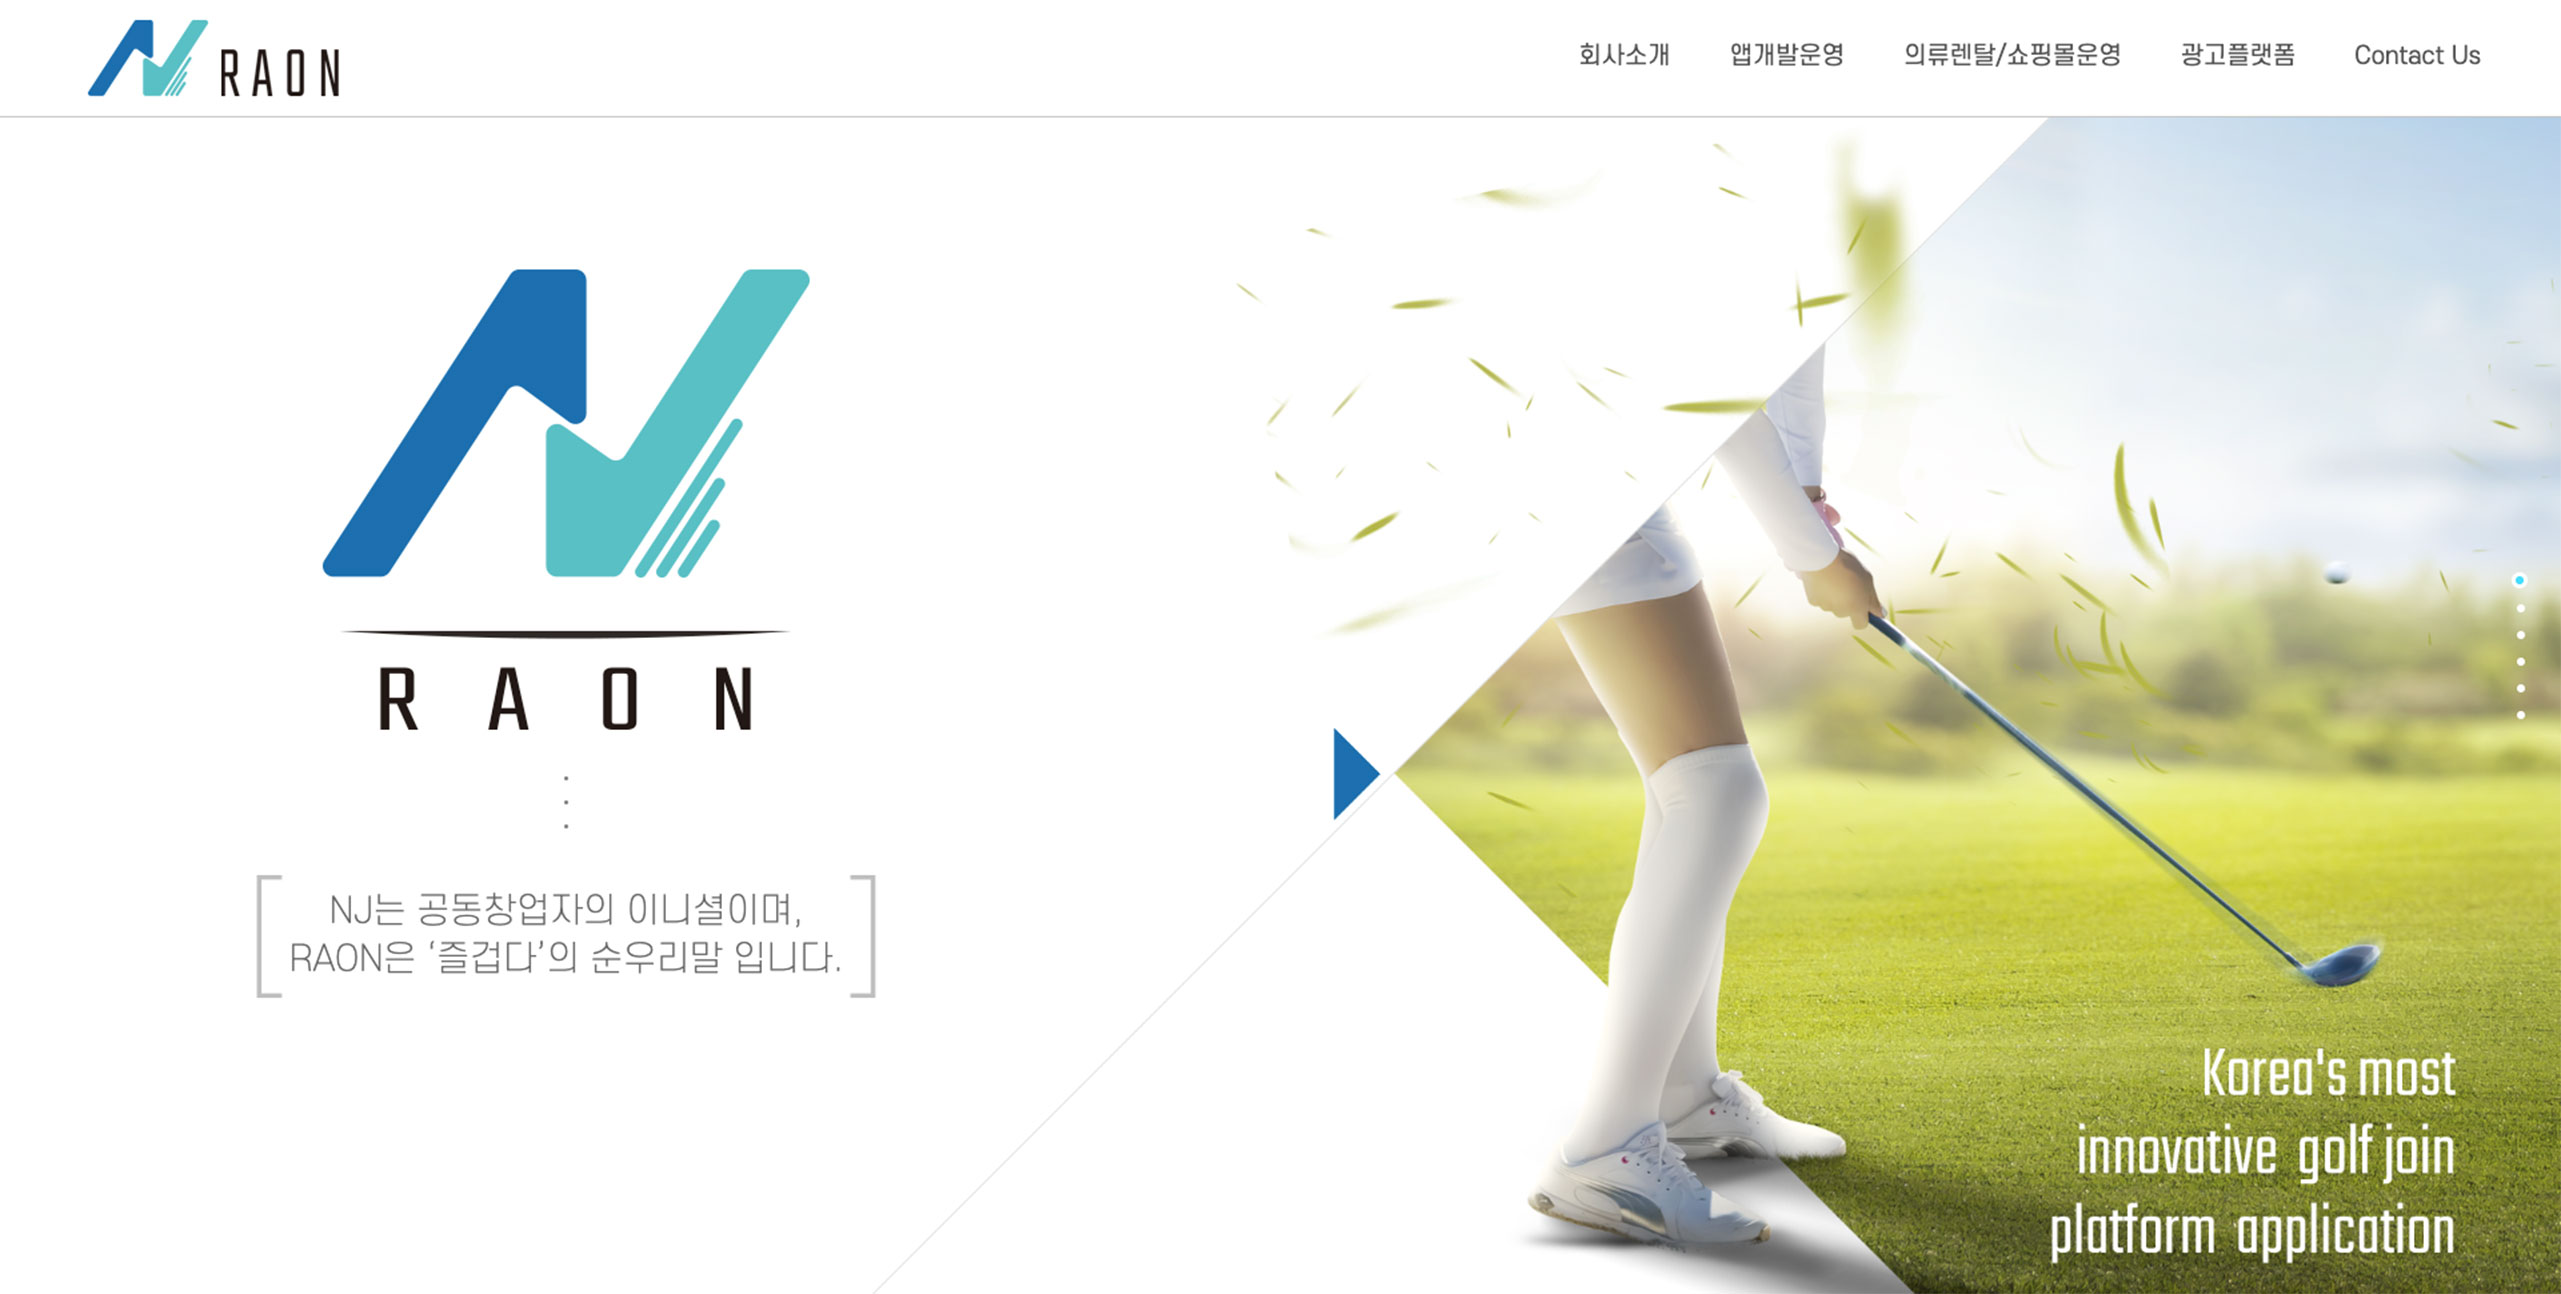 RAON
회사소개
앱개발운영
의류렌탈/쇼핑몰운영
광고플랫폼
Contact Us
RAON
NJ는 공동창업자의 이니셜이며,
RAON은 ‘즐겁다’의 순우리말 입니다.
Korea's most
innovative golf join
platform application